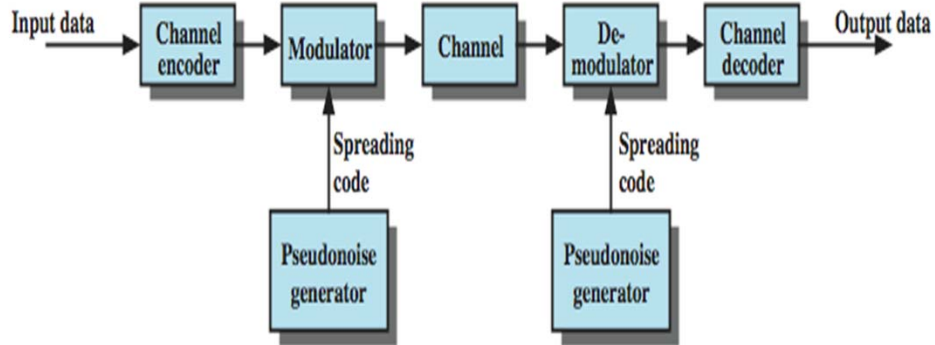 Input data
Channel
encoder
Modulator
Channel
De-
modulator
Channel
decoder
Output data
Spreading
code
Spreading
code
Pseudonoise
generator
Pseudonoise
generator